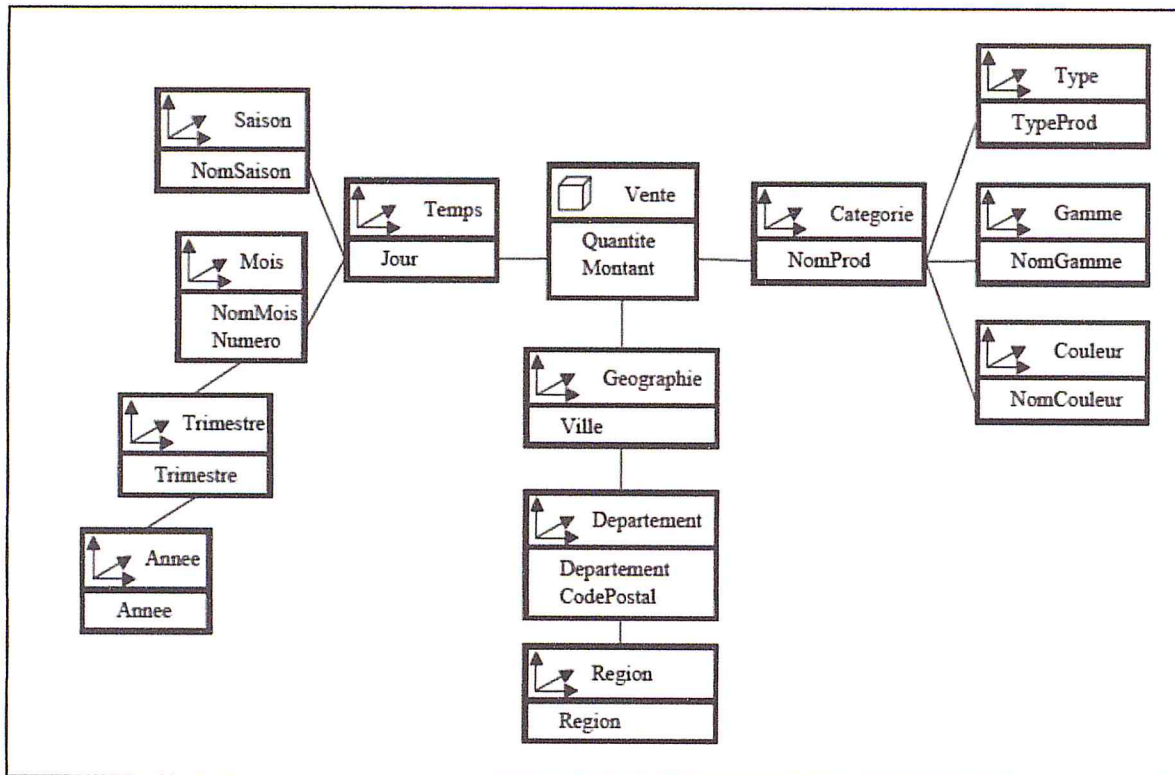 Saison
NomSaison
Mois
NomMois
Numero
Trimestre
Trimestre
Annee
Annee
Temps
Jour
Vente
Quantite
Montant
Geographie
Ville
Departement
Departement
CodePostal
Region
Region
Categorie
NomProd
Type
TypeProd
Gamme
NomGamme
Couleur
NomCouleur